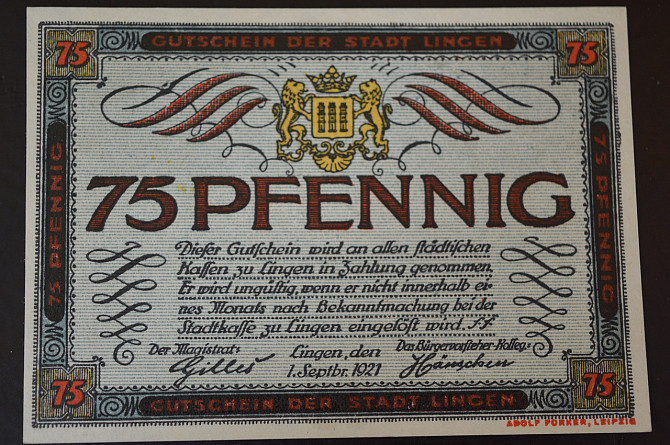 75
GUTSCHEIN DER STADT LINGEN
75
75 PFENNIG
75 PFENNIG
75 PFENNIG
Dieser Gutschein wird an allen städtischen
Kassen zu Lingen in Zahlung genommen.
Er wird ungültig, wenn er nicht innerhalb ei-
nes Monats nach Bekanntmachung bei der
Stadtkasse zu Lingen eingelöst wird.
Der Magistrat:
Lingen, den
Das Bürgervorsteher-Kolleg:
Gilles
1. Septbr. 1921
Hänschen
75
GUTSCHEIN DER STADT LINGEN
75
ADOLF FORKER, LEIPZIG